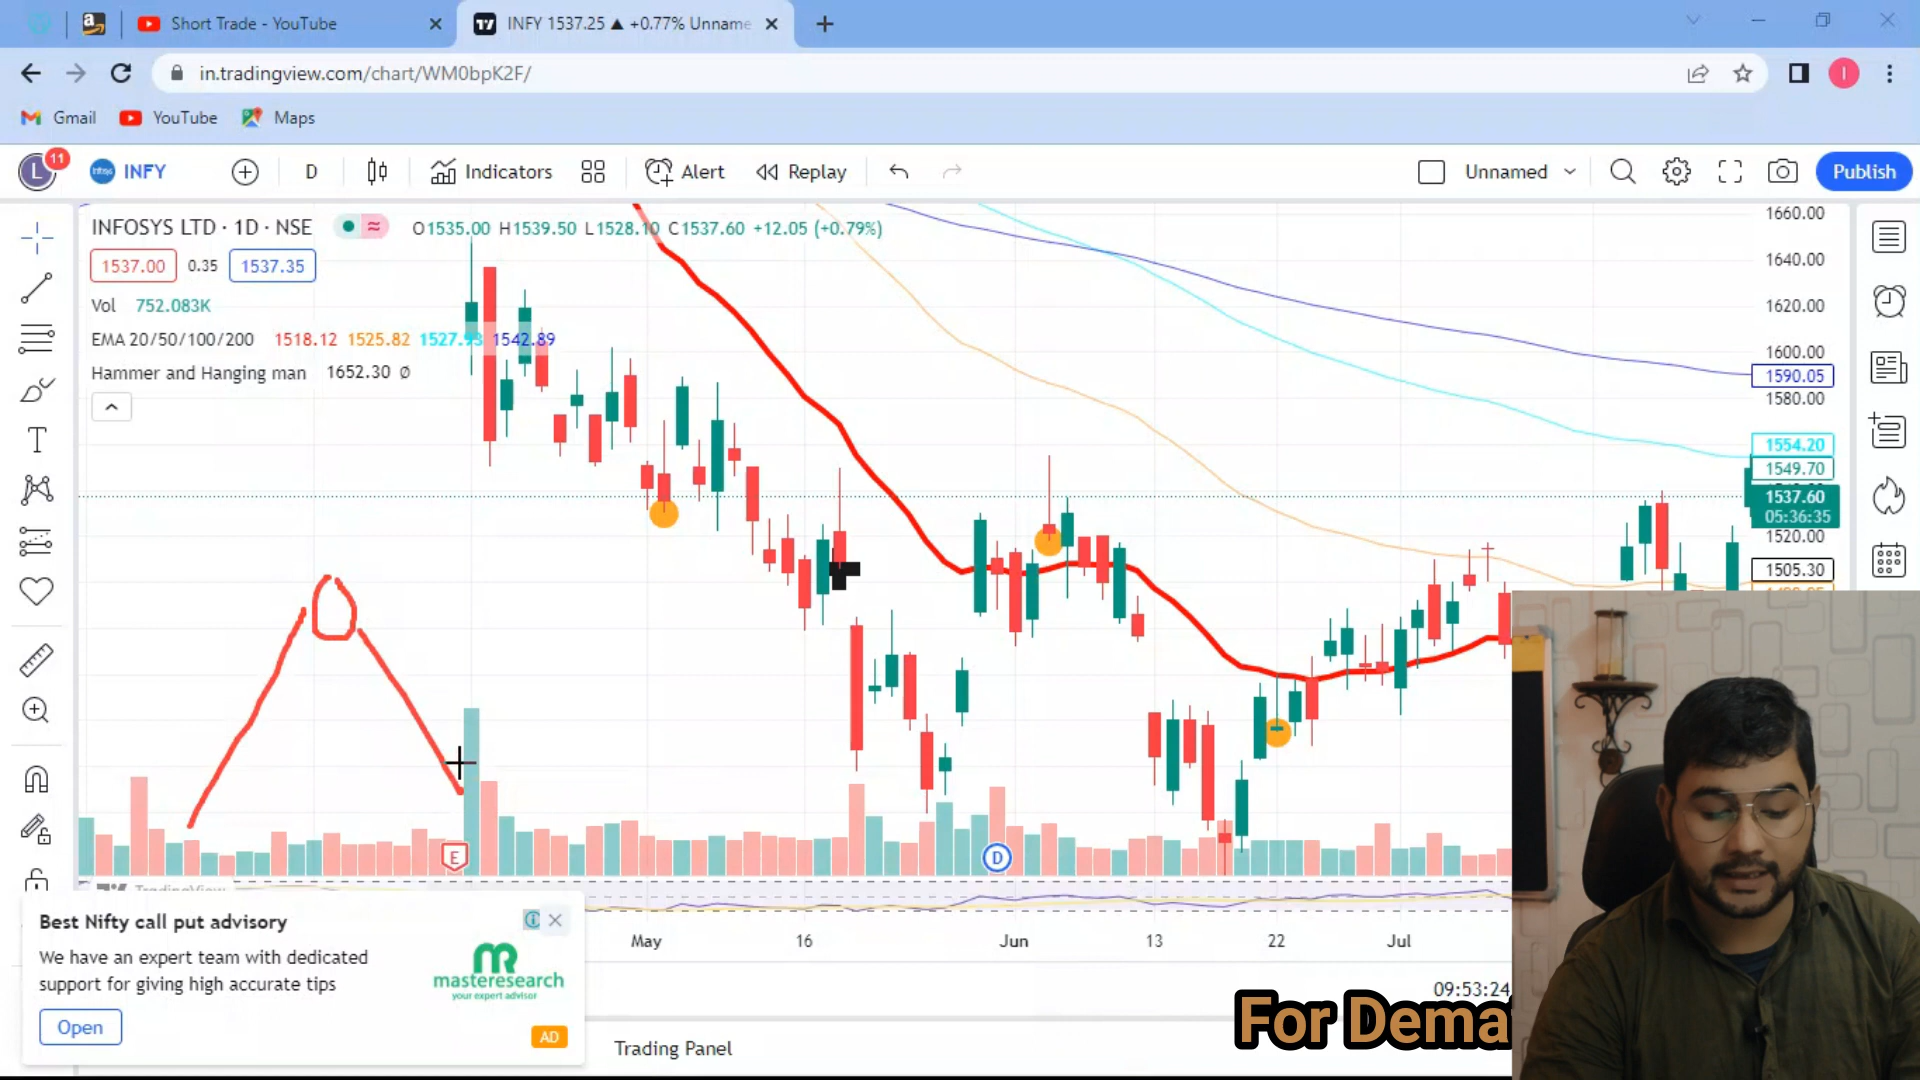 Short Trade - YouTube
INFY 1537.25 ▲ +0.77% Unname
in.tradingview.com/chart/WM0bpK2F/
I
Gmail
YouTube
Maps
L
11
INFY
D
Indicators
Alert
Replay
Unnamed
Publish
INFOSYS LTD · 1D · NSE
O1535.00 H1539.50 L1528.10 C1537.60 +12.05 (+0.79%)
1537.00
0.35
1537.35
Vol 752.083K
EMA 20/50/100/200 1518.12 1525.82 1527.93 1542.89
Hammer and Hanging man 1652.30 Ø
1660.00
1640.00
1620.00
1600.00
1590.05
1580.00
1554.20
1549.70
1537.60
05:36:35
1520.00
1505.30
E
D
TradingView
May
16
Jun
13
22
Jul
Best Nifty call put advisory
We have an expert team with dedicated
support for giving high accurate tips
masteresearch
your expert advisor
Open
AD
09:53:24
For Dema
Trading Panel